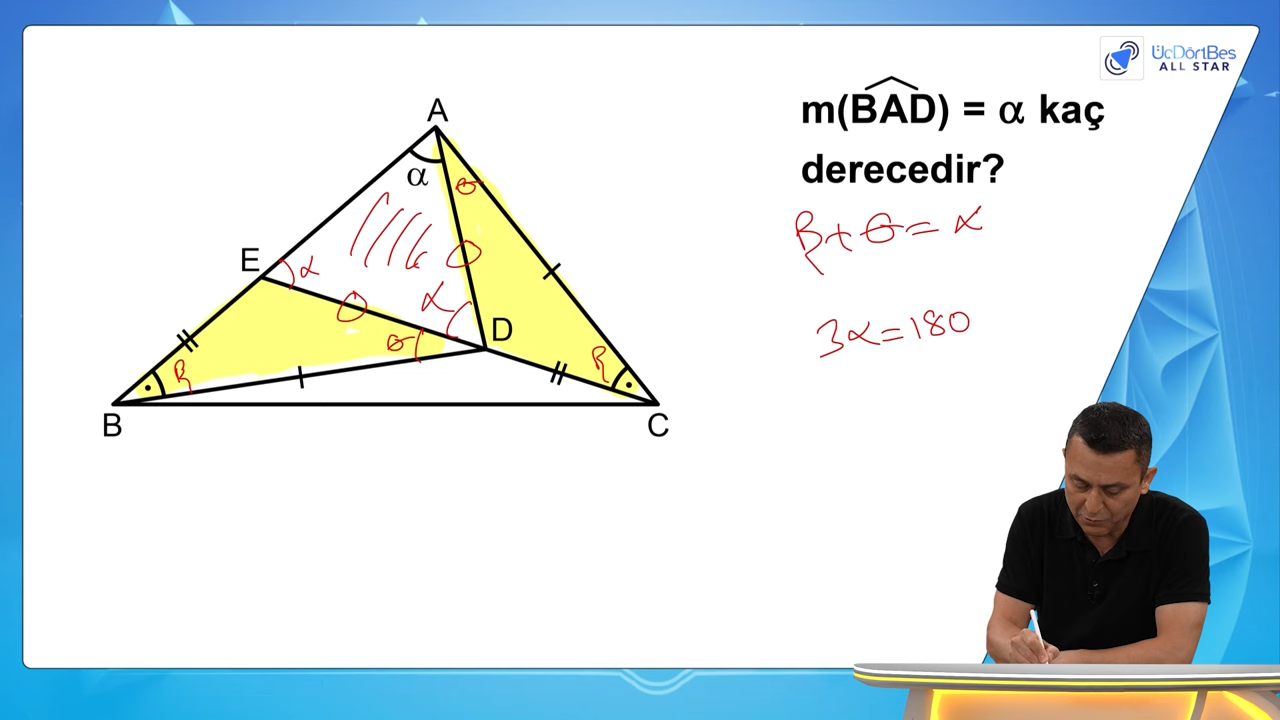 ÜçDörtBeş
ALL STAR
m(BAD) = α kaç
derecedir?
β + θ = α
3α = 180
A
α
θ
E
α
α
D
θ
β
β
B
C